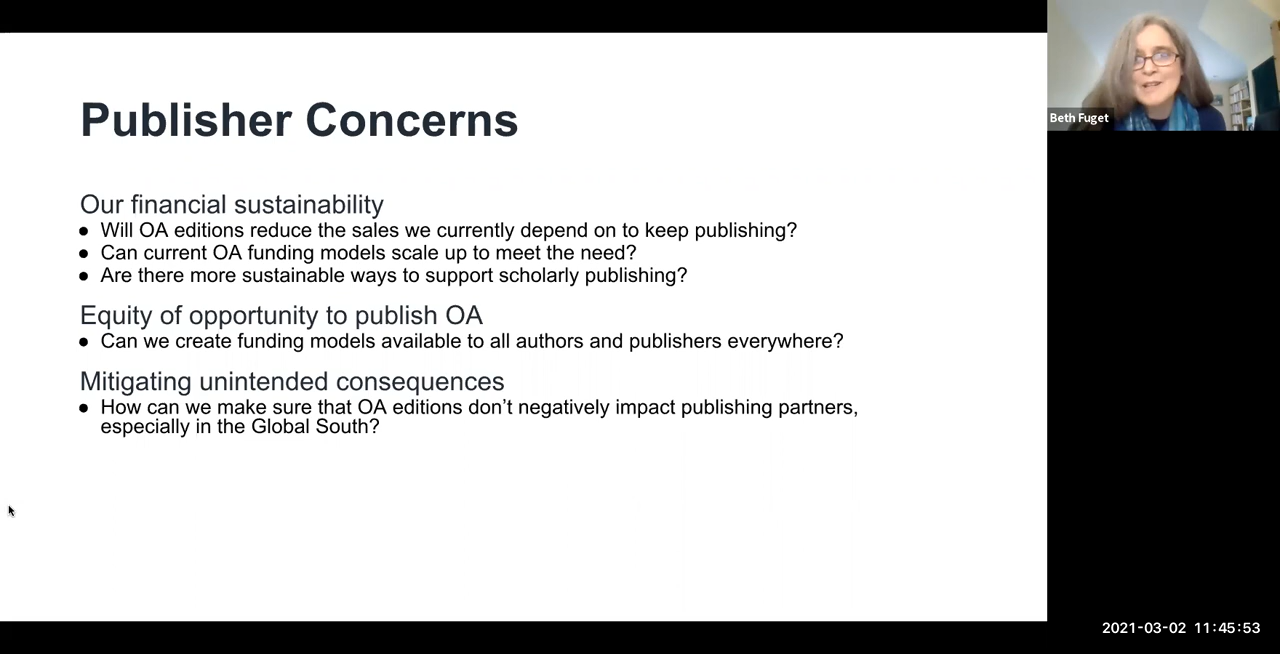 Publisher Concerns
Our financial sustainability
● Will OA editions reduce the sales we currently depend on to keep publishing?
● Can current OA funding models scale up to meet the need?
● Are there more sustainable ways to support scholarly publishing?
Equity of opportunity to publish OA
● Can we create funding models available to all authors and publishers everywhere?
Mitigating unintended consequences
● How can we make sure that OA editions don’t negatively impact publishing partners,
especially in the Global South?
Beth Fuget
2021-03-02 11:45:53